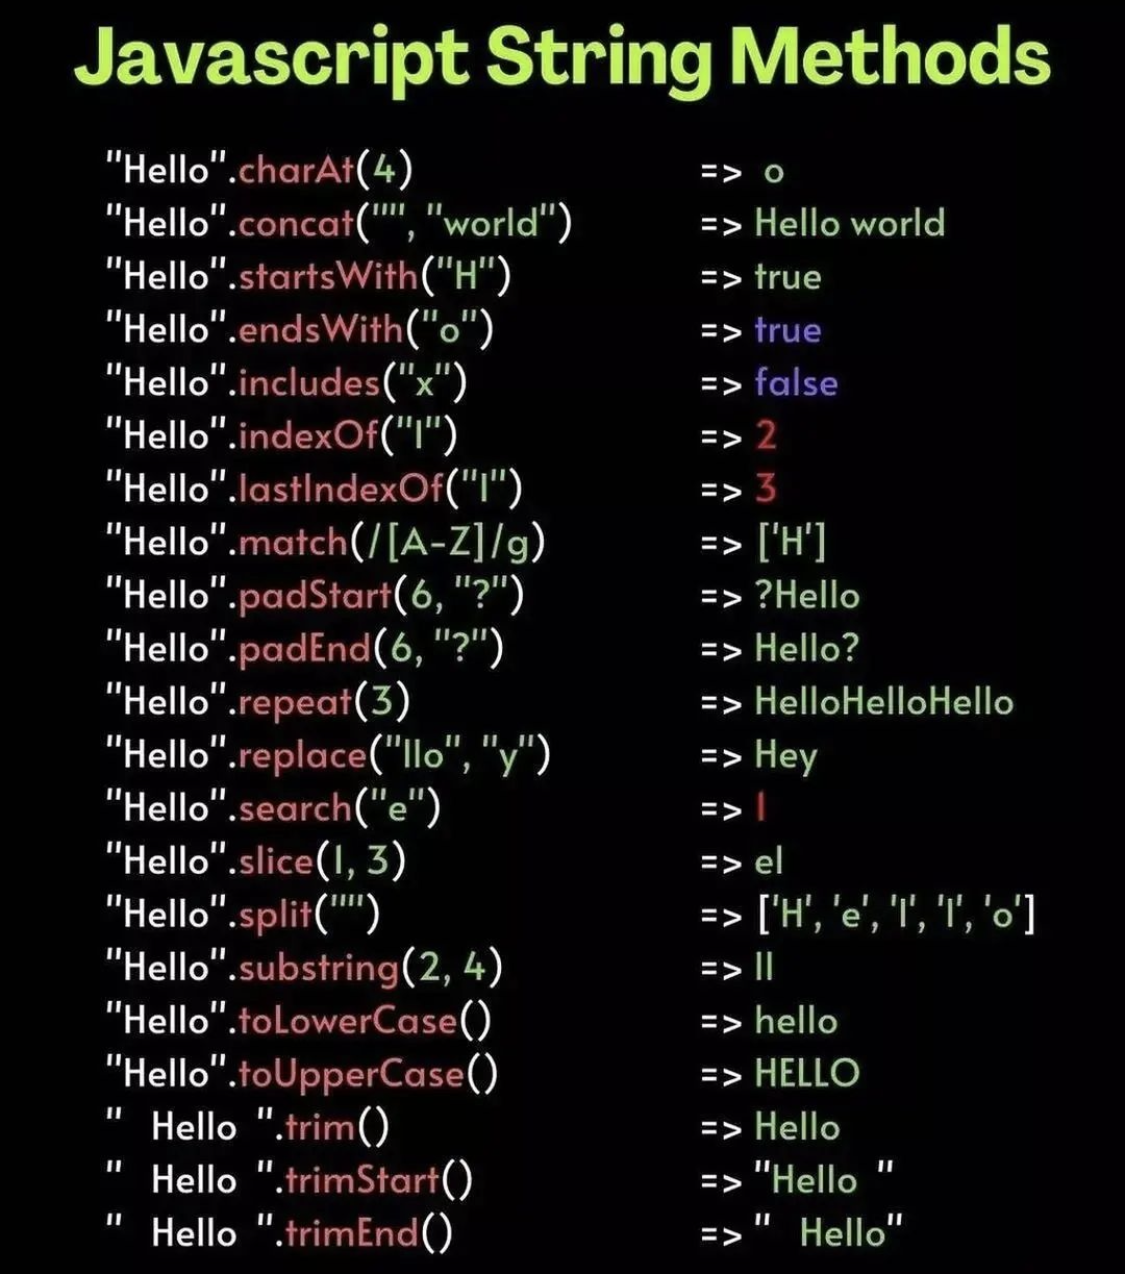 Javascript String Methods
"Hello".charAt(4) => o
"Hello".concat("", "world") => Hello world
"Hello".startsWith("H") => true
"Hello".endsWith("o") => true
"Hello".includes("x") => false
"Hello".indexOf("l") => 2
"Hello".lastIndexOf("l") => 3
"Hello".match(/[A-Z]/g) => ['H']
"Hello".padStart(6, "?") => ?Hello
"Hello".padEnd(6, "?") => Hello?
"Hello".repeat(3) => HelloHelloHello
"Hello".replace("llo", "y") => Hey
"Hello".search("e") => 1
"Hello".slice(1, 3) => el
"Hello".split("") => ['H', 'e', 'l', 'l', 'o']
"Hello".substring(2, 4) => ll
"Hello".toLowerCase() => hello
"Hello".toUpperCase() => HELLO
"  Hello ".trim() => Hello
"  Hello ".trimStart() => "Hello "
"  Hello ".trimEnd() => "  Hello"